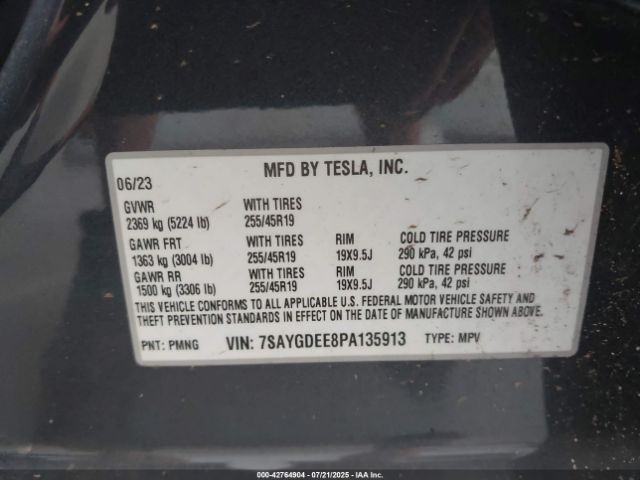 MFD BY TESLA, INC.
06/23
GVWR WITH TIRES
2369 kg (5224 lb) 255/45R19
GAWR FRT WITH TIRES RIM COLD TIRE PRESSURE
1363 kg (3004 lb) 255/45R19 19X9.5J 290 kPa, 42 psi
GAWR RR WITH TIRES RIM COLD TIRE PRESSURE
1500 kg (3306 lb) 255/45R19 19X9.5J 290 kPa, 42 psi
THIS VEHICLE CONFORMS TO ALL APPLICABLE U.S. FEDERAL MOTOR VEHICLE SAFETY AND
THEFT PREVENTION STANDARDS IN EFFECT ON THE DATE OF MANUFACTURE SHOWN ABOVE.
PNT: PMNG VIN: 7SAYGDEE8PA135913 TYPE: MPV
000-42764904 - 07/21/2025 - IAAI.COM